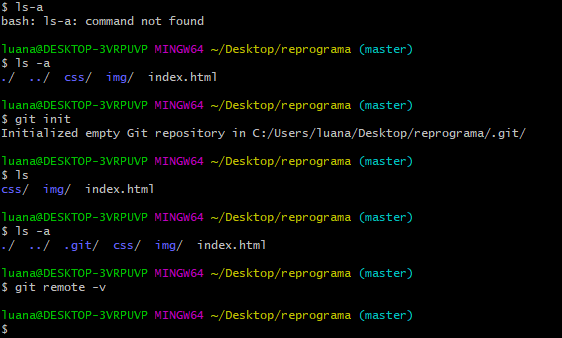 $ ls-a
bash: ls-a: command not found
luana@DESKTOP-3VRPUVP MINGW64 ~/Desktop/reprograma (master)
$ ls -a
./  ../  css/  img/  index.html
luana@DESKTOP-3VRPUVP MINGW64 ~/Desktop/reprograma (master)
$ git init
Initialized empty Git repository in C:/Users/luana/Desktop/reprograma/.git/
luana@DESKTOP-3VRPUVP MINGW64 ~/Desktop/reprograma (master)
$ ls
css/  img/  index.html
luana@DESKTOP-3VRPUVP MINGW64 ~/Desktop/reprograma (master)
$ ls -a
./  ../  .git/  css/  img/  index.html
luana@DESKTOP-3VRPUVP MINGW64 ~/Desktop/reprograma (master)
$ git remote -v
luana@DESKTOP-3VRPUVP MINGW64 ~/Desktop/reprograma (master)
$